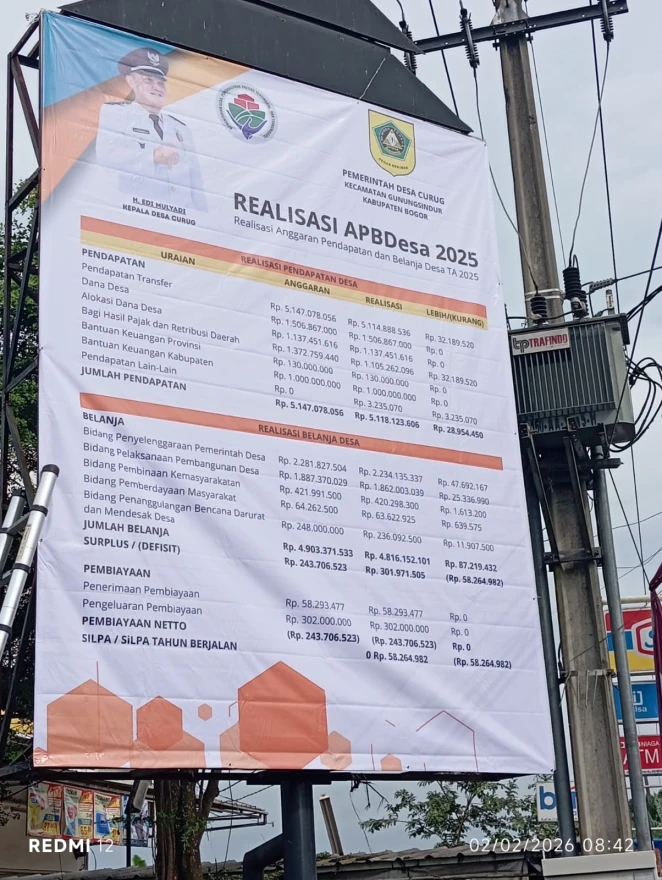 H. EDI MULYADI
KEPALA DESA CURUG
PEMERINTAH DESA CURUG
KECAMATAN GUNUNGSINDUR
KABUPATEN BOGOR
REALISASI APBDesa 2025
Realisasi Anggaran Pendapatan dan Belanja Desa TA 2025
REALISASI PENDAPATAN DESA
URAIAN ANGGARAN REALISASI LEBIH/(KURANG)
PENDAPATAN
Pendapatan Transfer Rp. 5.147.078.056 Rp. 5.114.888.536 Rp. 32.189.520
Dana Desa Rp. 1.506.867.000 Rp. 1.506.867.000 Rp. 0
Alokasi Dana Desa Rp. 1.137.451.616 Rp. 1.137.451.616 Rp. 0
Bagi Hasil Pajak dan Retribusi Daerah Rp. 1.372.759.440 Rp. 1.105.262.096 Rp. 32.189.520
Bantuan Keuangan Provinsi Rp. 130.000.000 Rp. 130.000.000 Rp. 0
Bantuan Keuangan Kabupaten Rp. 1.000.000.000 Rp. 1.000.000.000 Rp. 0
Pendapatan Lain-Lain Rp. 0 Rp. 3.235.070 Rp. 3.235.070
JUMLAH PENDAPATAN Rp. 5.147.078.056 Rp. 5.118.123.606 Rp. 28.954.450
REALISASI BELANJA DESA
BELANJA
Bidang Penyelenggaraan Pemerintah Desa Rp. 2.281.827.504 Rp. 2.234.135.337 Rp. 47.692.167
Bidang Pelaksanaan Pembangunan Desa Rp. 1.887.370.029 Rp. 1.862.003.039 Rp. 25.336.990
Bidang Pembinaan Kemasyarakatan Rp. 421.991.500 Rp. 420.298.300 Rp. 1.613.200
Bidang Pemberdayaan Masyarakat Rp. 64.262.500 Rp. 63.622.925 Rp. 639.575
Bidang Penanggulangan Bencana Darurat
dan Mendesak Desa Rp. 248.000.000 Rp. 236.092.500 Rp. 11.907.500
JUMLAH BELANJA Rp. 4.903.371.533 Rp. 4.816.152.101 Rp. 87.219.432
SURPLUS / (DEFISIT) Rp. 243.706.523 Rp. 301.971.505 (Rp. 58.264.982)
PEMBIAYAAN
Penerimaan Pembiayaan Rp. 58.293.477 Rp. 58.293.477 Rp. 0
Pengeluaran Pembiayaan Rp. 302.000.000 Rp. 302.000.000 Rp. 0
PEMBIAYAAN NETTO (Rp. 243.706.523) (Rp. 243.706.523) Rp. 0
SILPA / SiLPA TAHUN BERJALAN 0 Rp. 58.264.982 (Rp. 58.264.982)
TRAFINDO
ATM
REDMI 12
02/02/2026 08:42